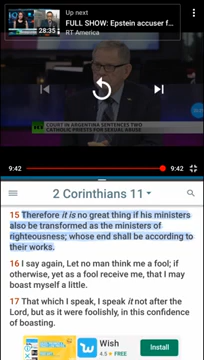 Up next
FULL SHOW: Epstein accuser f...
28:35
RT America
COURT IN ARGENTINA SENTENCES TWO
CATHOLIC PRIESTS FOR SEXUAL ABUSE
RT
9:42
9:42
2 Corinthians 11
15 Therefore it is no great thing if his ministers
also be transformed as the ministers of
righteousness; whose end shall be according to
their works.
16 I say again, Let no man think me a fool; if
otherwise, yet as a fool receive me, that I may
boast myself a little.
17 That which I speak, I speak it not after the
Lord, but as it were foolishly, in this confidence
of boasting.
Wish
4.5 ★ FREE
Install